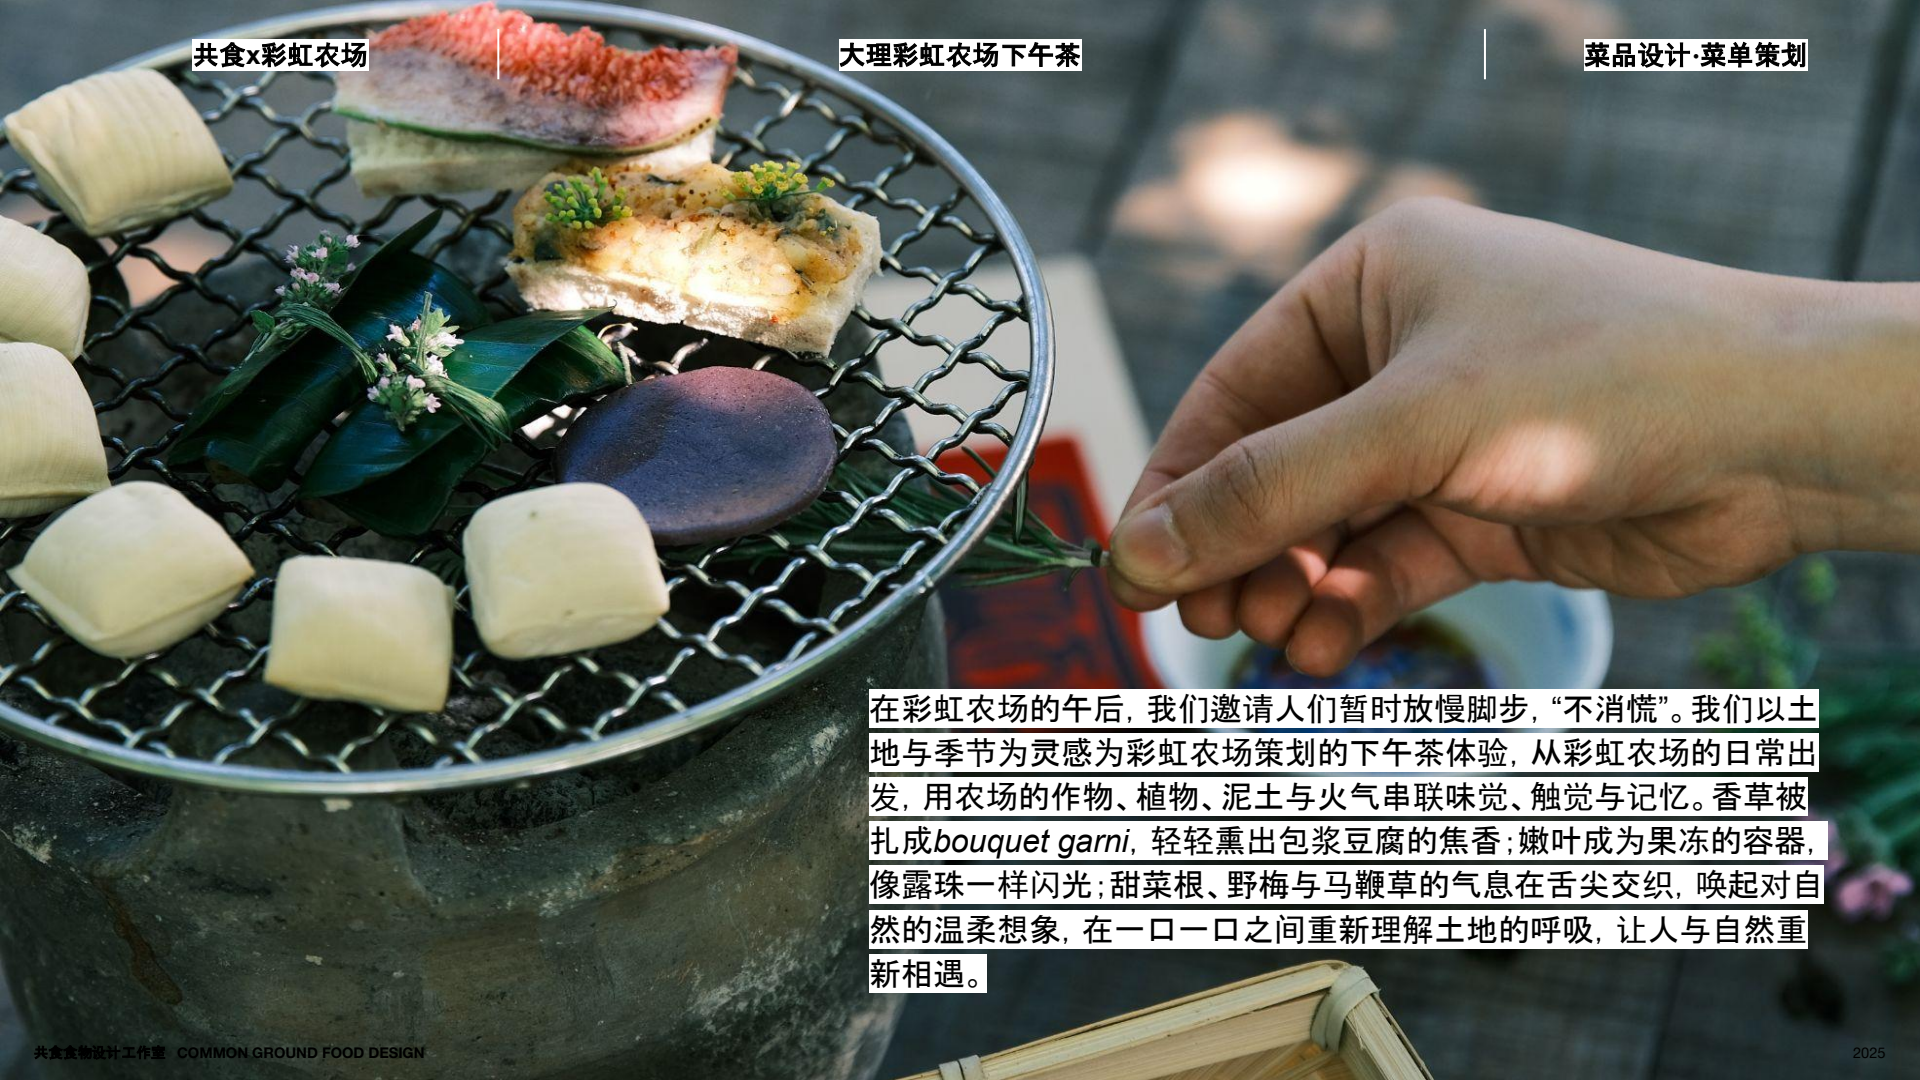 共食x彩虹农场
大理彩虹农场下午茶
菜品设计·菜单策划
在彩虹农场的午后，我们邀请人们暂时放慢脚步，“不消慌”。我们以土
地与季节为灵感为彩虹农场策划的下午茶体验，从彩虹农场的日常出
发，用农场的作物、植物、泥土与火气串联味觉、触觉与记忆。香草被
扎成bouquet garni，轻轻熏出包浆豆腐的焦香；嫩叶成为果冻的容器，
像露珠一样闪光；甜菜根、野梅与马鞭草的气息在舌尖交织，唤起对自
然的温柔想象，在一口一口之间重新理解土地的呼吸，让人与自然重
新相遇。
共食食物设计工作室 COMMON GROUND FOOD DESIGN
2025